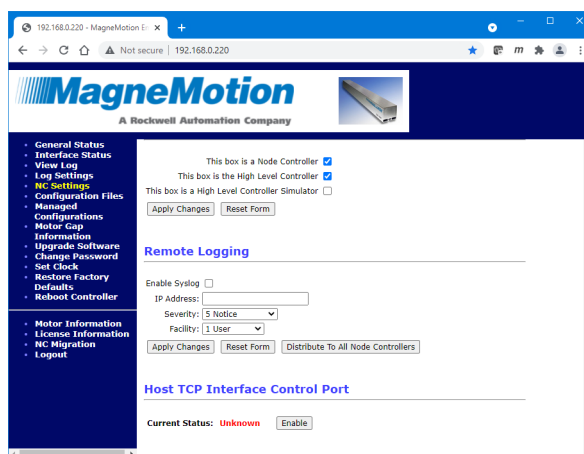 192.168.0.220 - MagneMotion En
Not secure | 192.168.0.220
MagneMotion
A Rockwell Automation Company
General Status
Interface Status
View Log
Log Settings
NC Settings
Configuration Files
Managed
Configurations
Motor Gap
Information
Upgrade Software
Change Password
Set Clock
Restore Factory
Defaults
Reboot Controller
Motor Information
License Information
NC Migration
Logout
This box is a Node Controller
This box is the High Level Controller
This box is a High Level Controller Simulator
Apply Changes Reset Form
Remote Logging
Enable Syslog
IP Address:
Severity: 5 Notice
Facility: 1 User
Apply Changes Reset Form Distribute To All Node Controllers
Host TCP Interface Control Port
Current Status: Unknown Enable